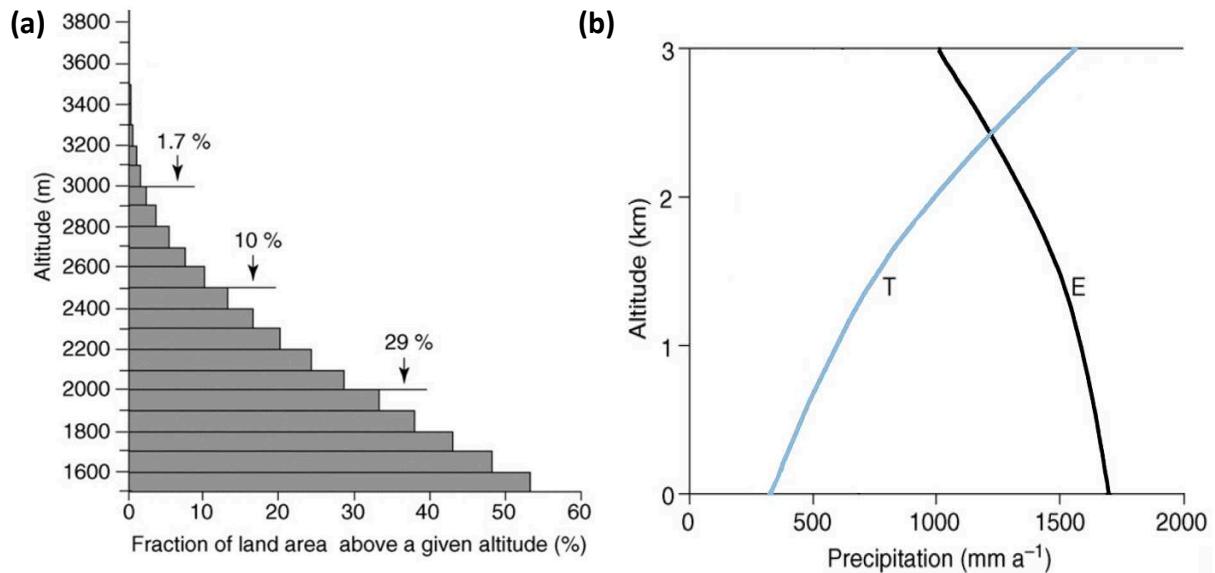 (a)
3800
3600
3400
3200
3000
2800
2600
2400
2200
2000
1800
1600
Altitude (m)
1.7 %
10 %
29 %
0 10 20 30 40 50 60
Fraction of land area above a given altitude (%)
(b)
3
2
1
0
Altitude (km)
T
E
0 500 1000 1500 2000
Precipitation (mm a⁻¹)